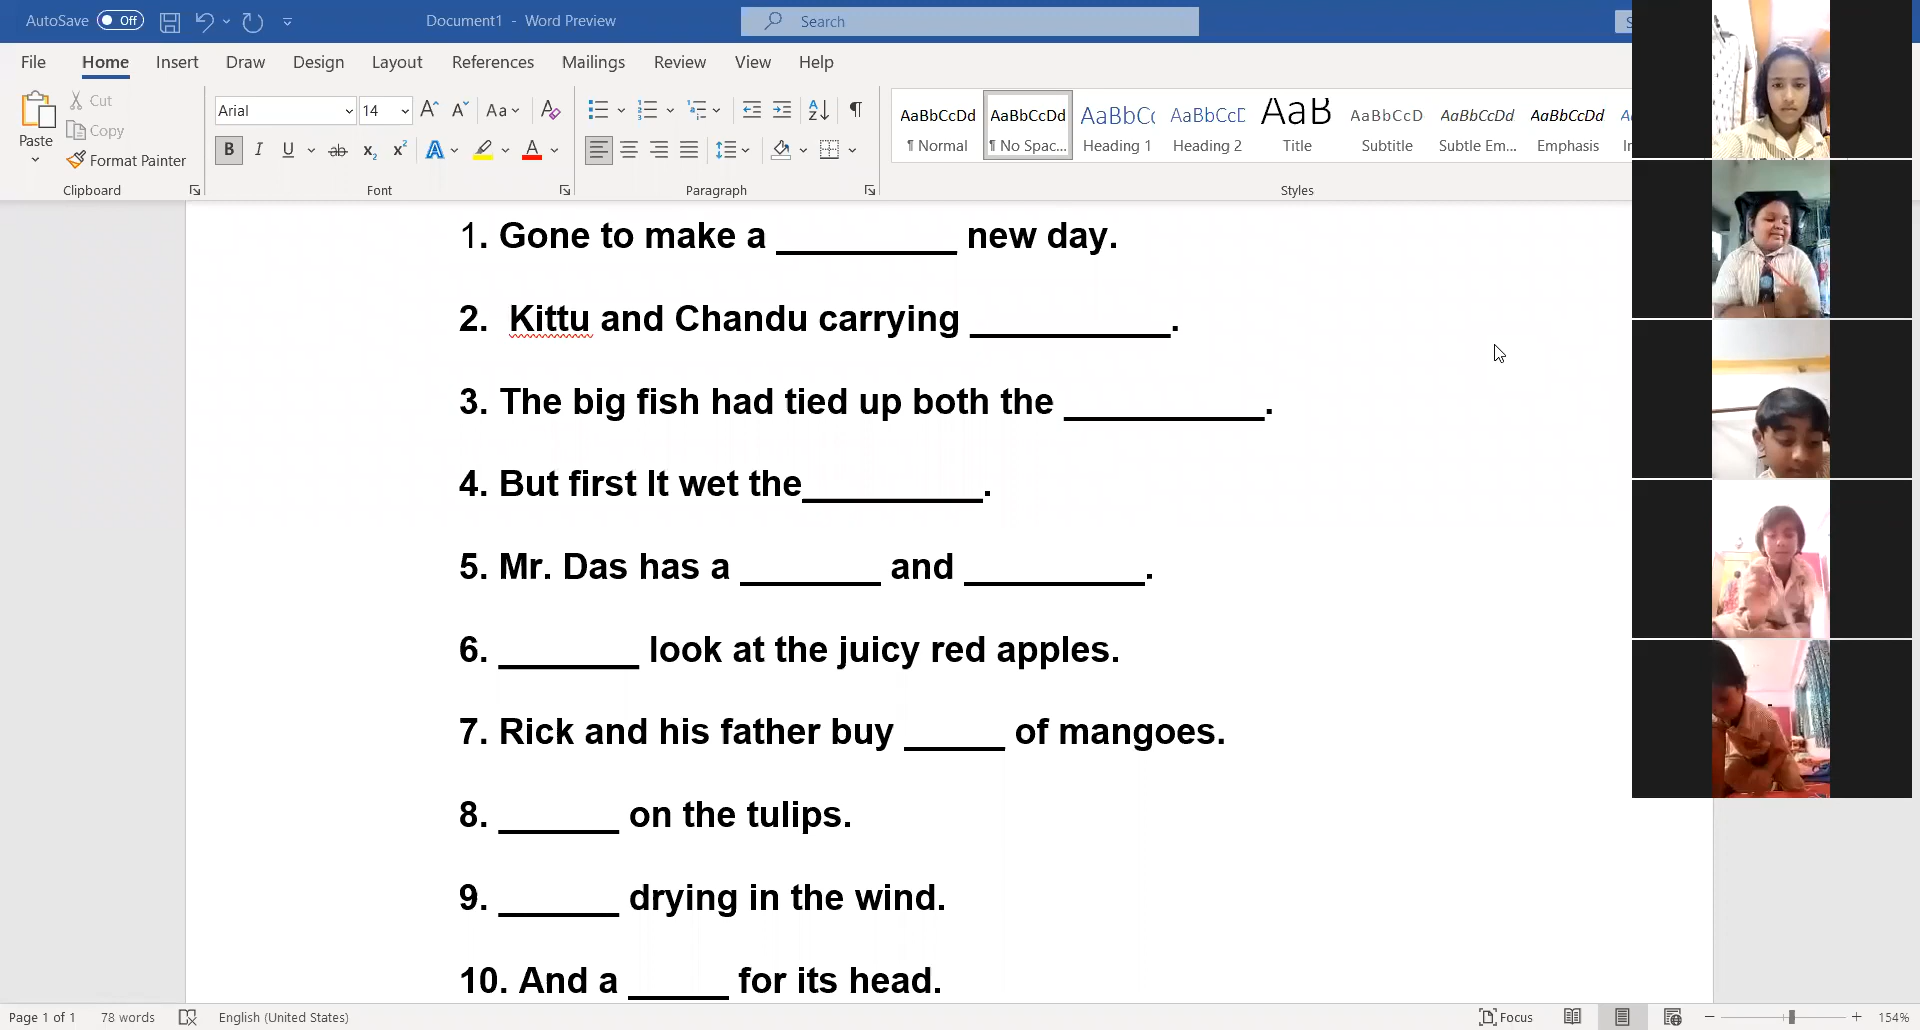 AutoSave Off Document1 - Word Preview Search
File Home Insert Draw Design Layout References Mailings Review View Help
Paste Cut Copy Format Painter Clipboard
Arial 14 Aa
B I U ab x₂ x² A A Font
Paragraph
AaBbCcDd ¶ Normal
AaBbCcDd ¶ No Spac...
AaBbCc Heading 1
AaBbCcD Heading 2
AaB Title
AaBbCcD Subtitle
AaBbCcDd Subtle Em...
AaBbCcDd Emphasis
Styles
1. Gone to make a _________ new day.
2. Kittu and Chandu carrying __________.
3. The big fish had tied up both the __________.
4. But first It wet the_________.
5. Mr. Das has a _______ and _________.
6. _______ look at the juicy red apples.
7. Rick and his father buy _____ of mangoes.
8. ______ on the tulips.
9. ______ drying in the wind.
10. And a _____ for its head.
Page 1 of 1 78 words English (United States) Focus 154%